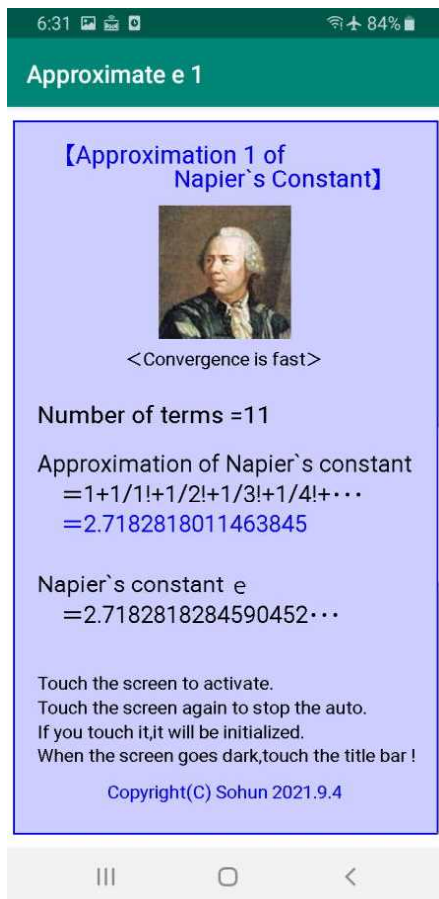 6:31 84%
Approximate e 1
【Approximation 1 of
Napier`s Constant】
＜Convergence is fast＞
Number of terms =11
Approximation of Napier`s constant
＝1+1/1!+1/2!+1/3!+1/4!+･･･
＝2.7182818011463845
Napier`s constant e
＝2.7182818284590452･･･
Touch the screen to activate.
Touch the screen again to stop the auto.
If you touch it,it will be initialized.
When the screen goes dark,touch the title bar !
Copyright(C) Sohun 2021.9.4